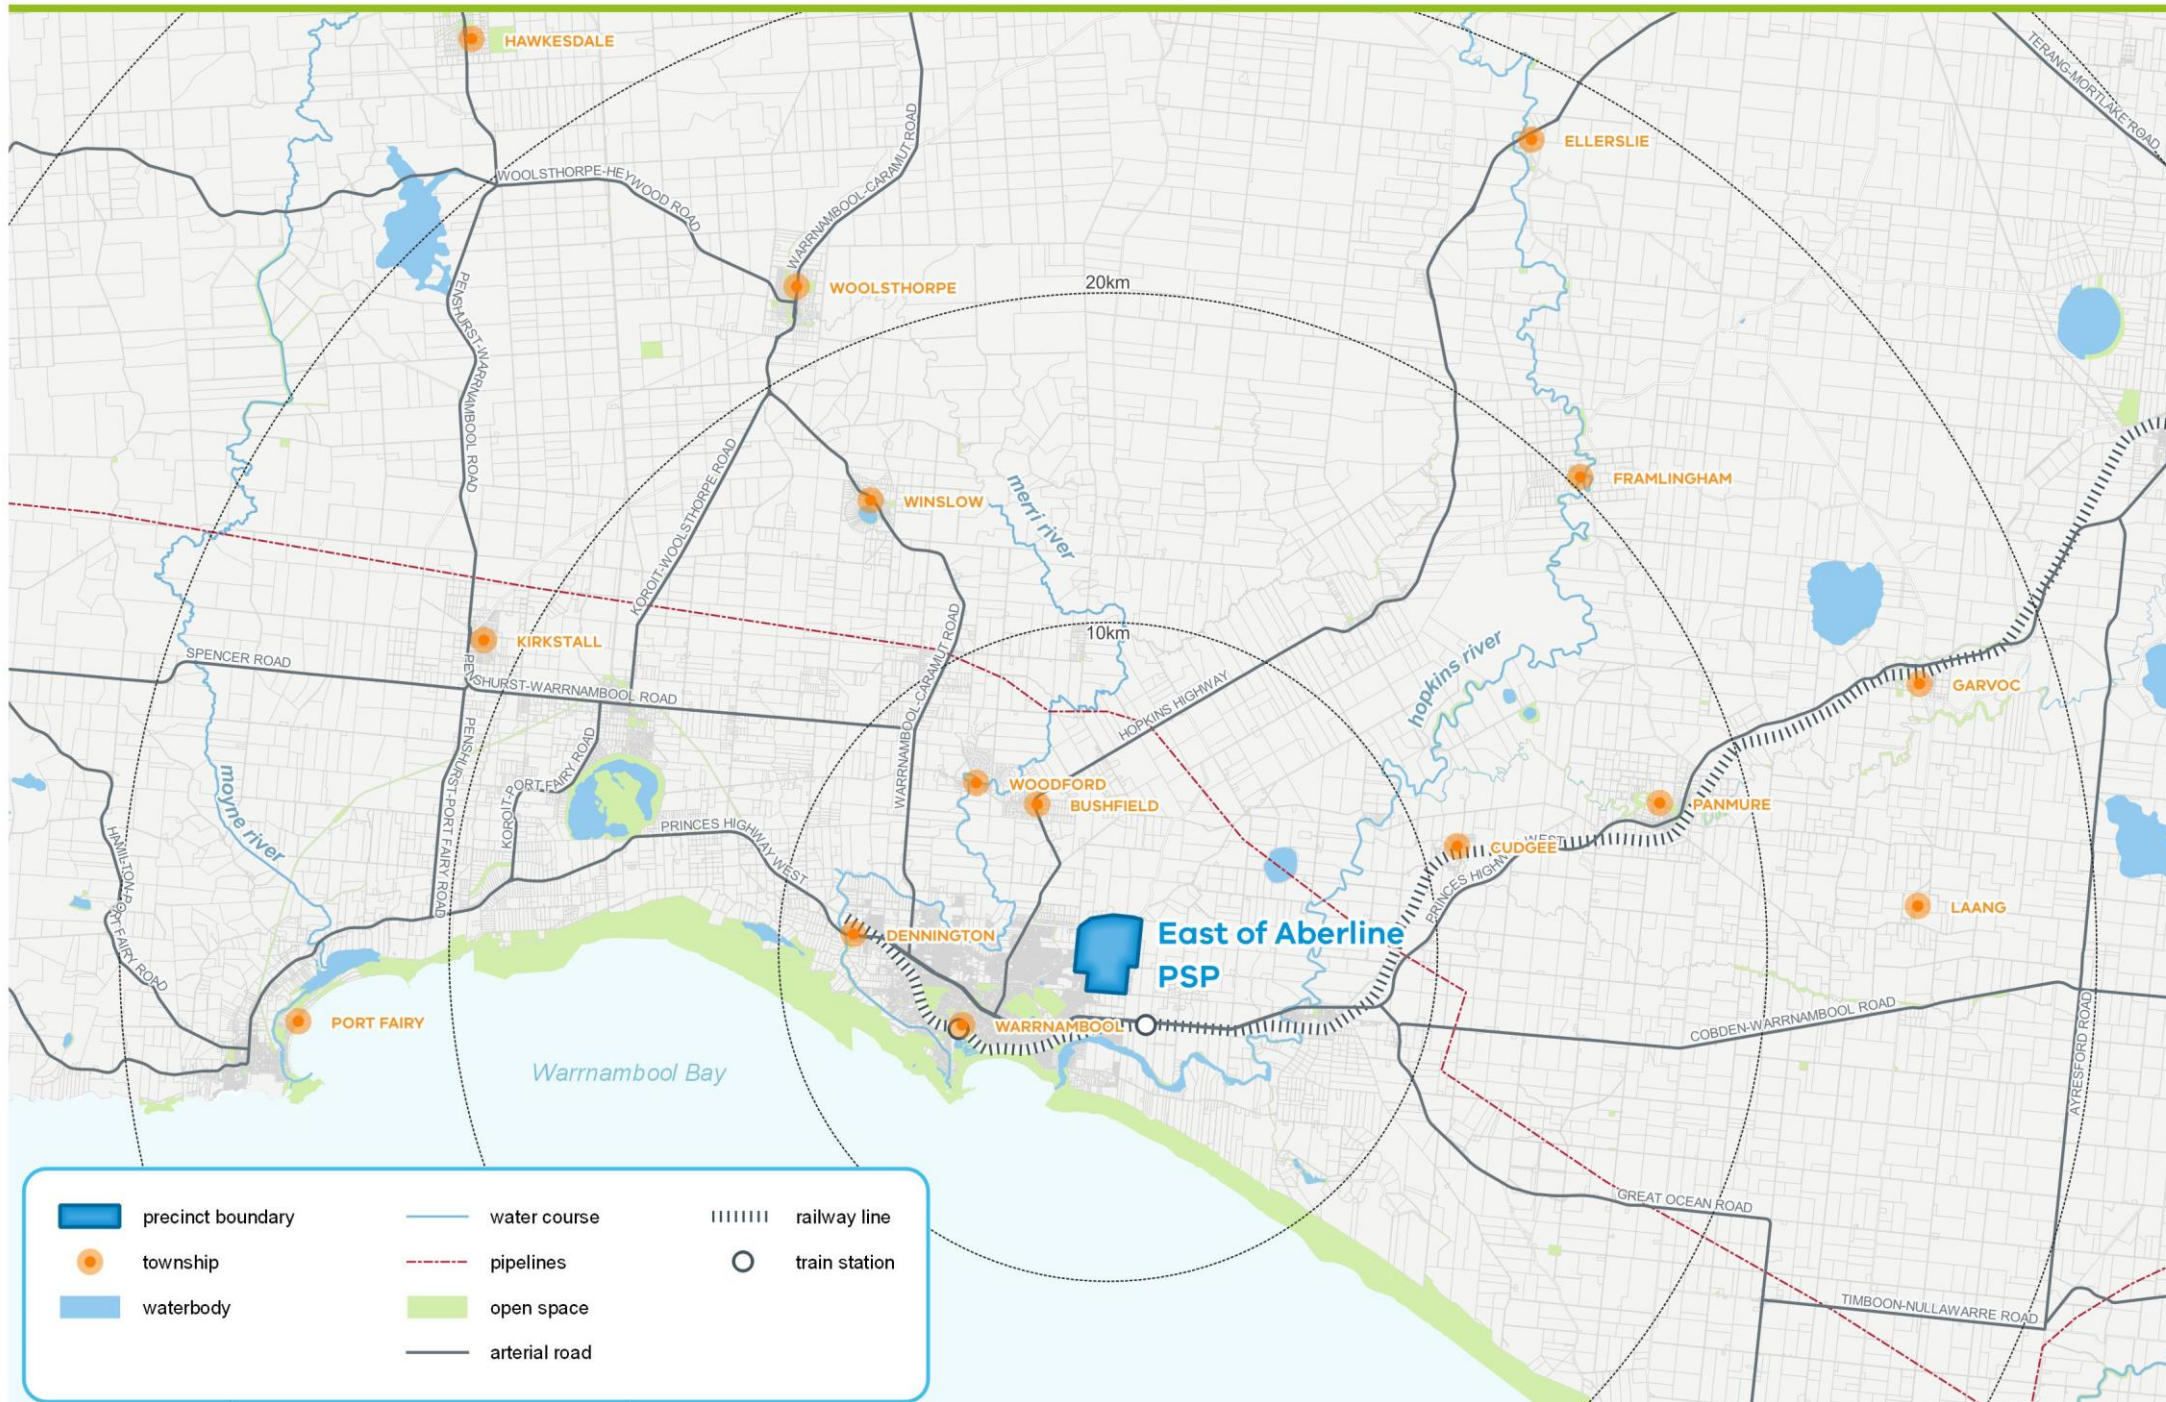 HAWKESDALE
TERANG-MORTLAKE ROAD
ELLERSLIE
WOOLSTHORPE-HEYWOOD ROAD
WARRNAMBOOL-CARAMUT ROAD
WOOLSTHORPE
20km
PENSHURST-WARRNAMBOOL ROAD
KOROIT-WOOLSTHORPE ROAD
WINSLOW
merri river
FRAMLINGHAM
10km
KIRKSTALL
SPENCER ROAD
PENSHURST-WARRNAMBOOL ROAD
WARRNAMBOOL-CARAMUT ROAD
HOPKINS HIGHWAY
hopkins river
GARVOC
PENSHURST-PORT FAIRY ROAD
KOROIT-PORT FAIRY ROAD
moyne river
WOODFORD
BUSHFIELD
PANMURE
PRINCES HIGHWAY WEST
CUDGEE
PRINCES HIGHWAY WEST
HAMILTON-PORT FAIRY ROAD
LAANG
DENNINGTON
East of Aberline
PSP
PORT FAIRY
WARRNAMBOOL
COBDEN-WARRNAMBOOL ROAD
AYRESFORD ROAD
Warrnambool Bay
GREAT OCEAN ROAD
TIMBOON-NULLAWARRE ROAD
precinct boundary
township
waterbody
water course
pipelines
open space
arterial road
railway line
train station